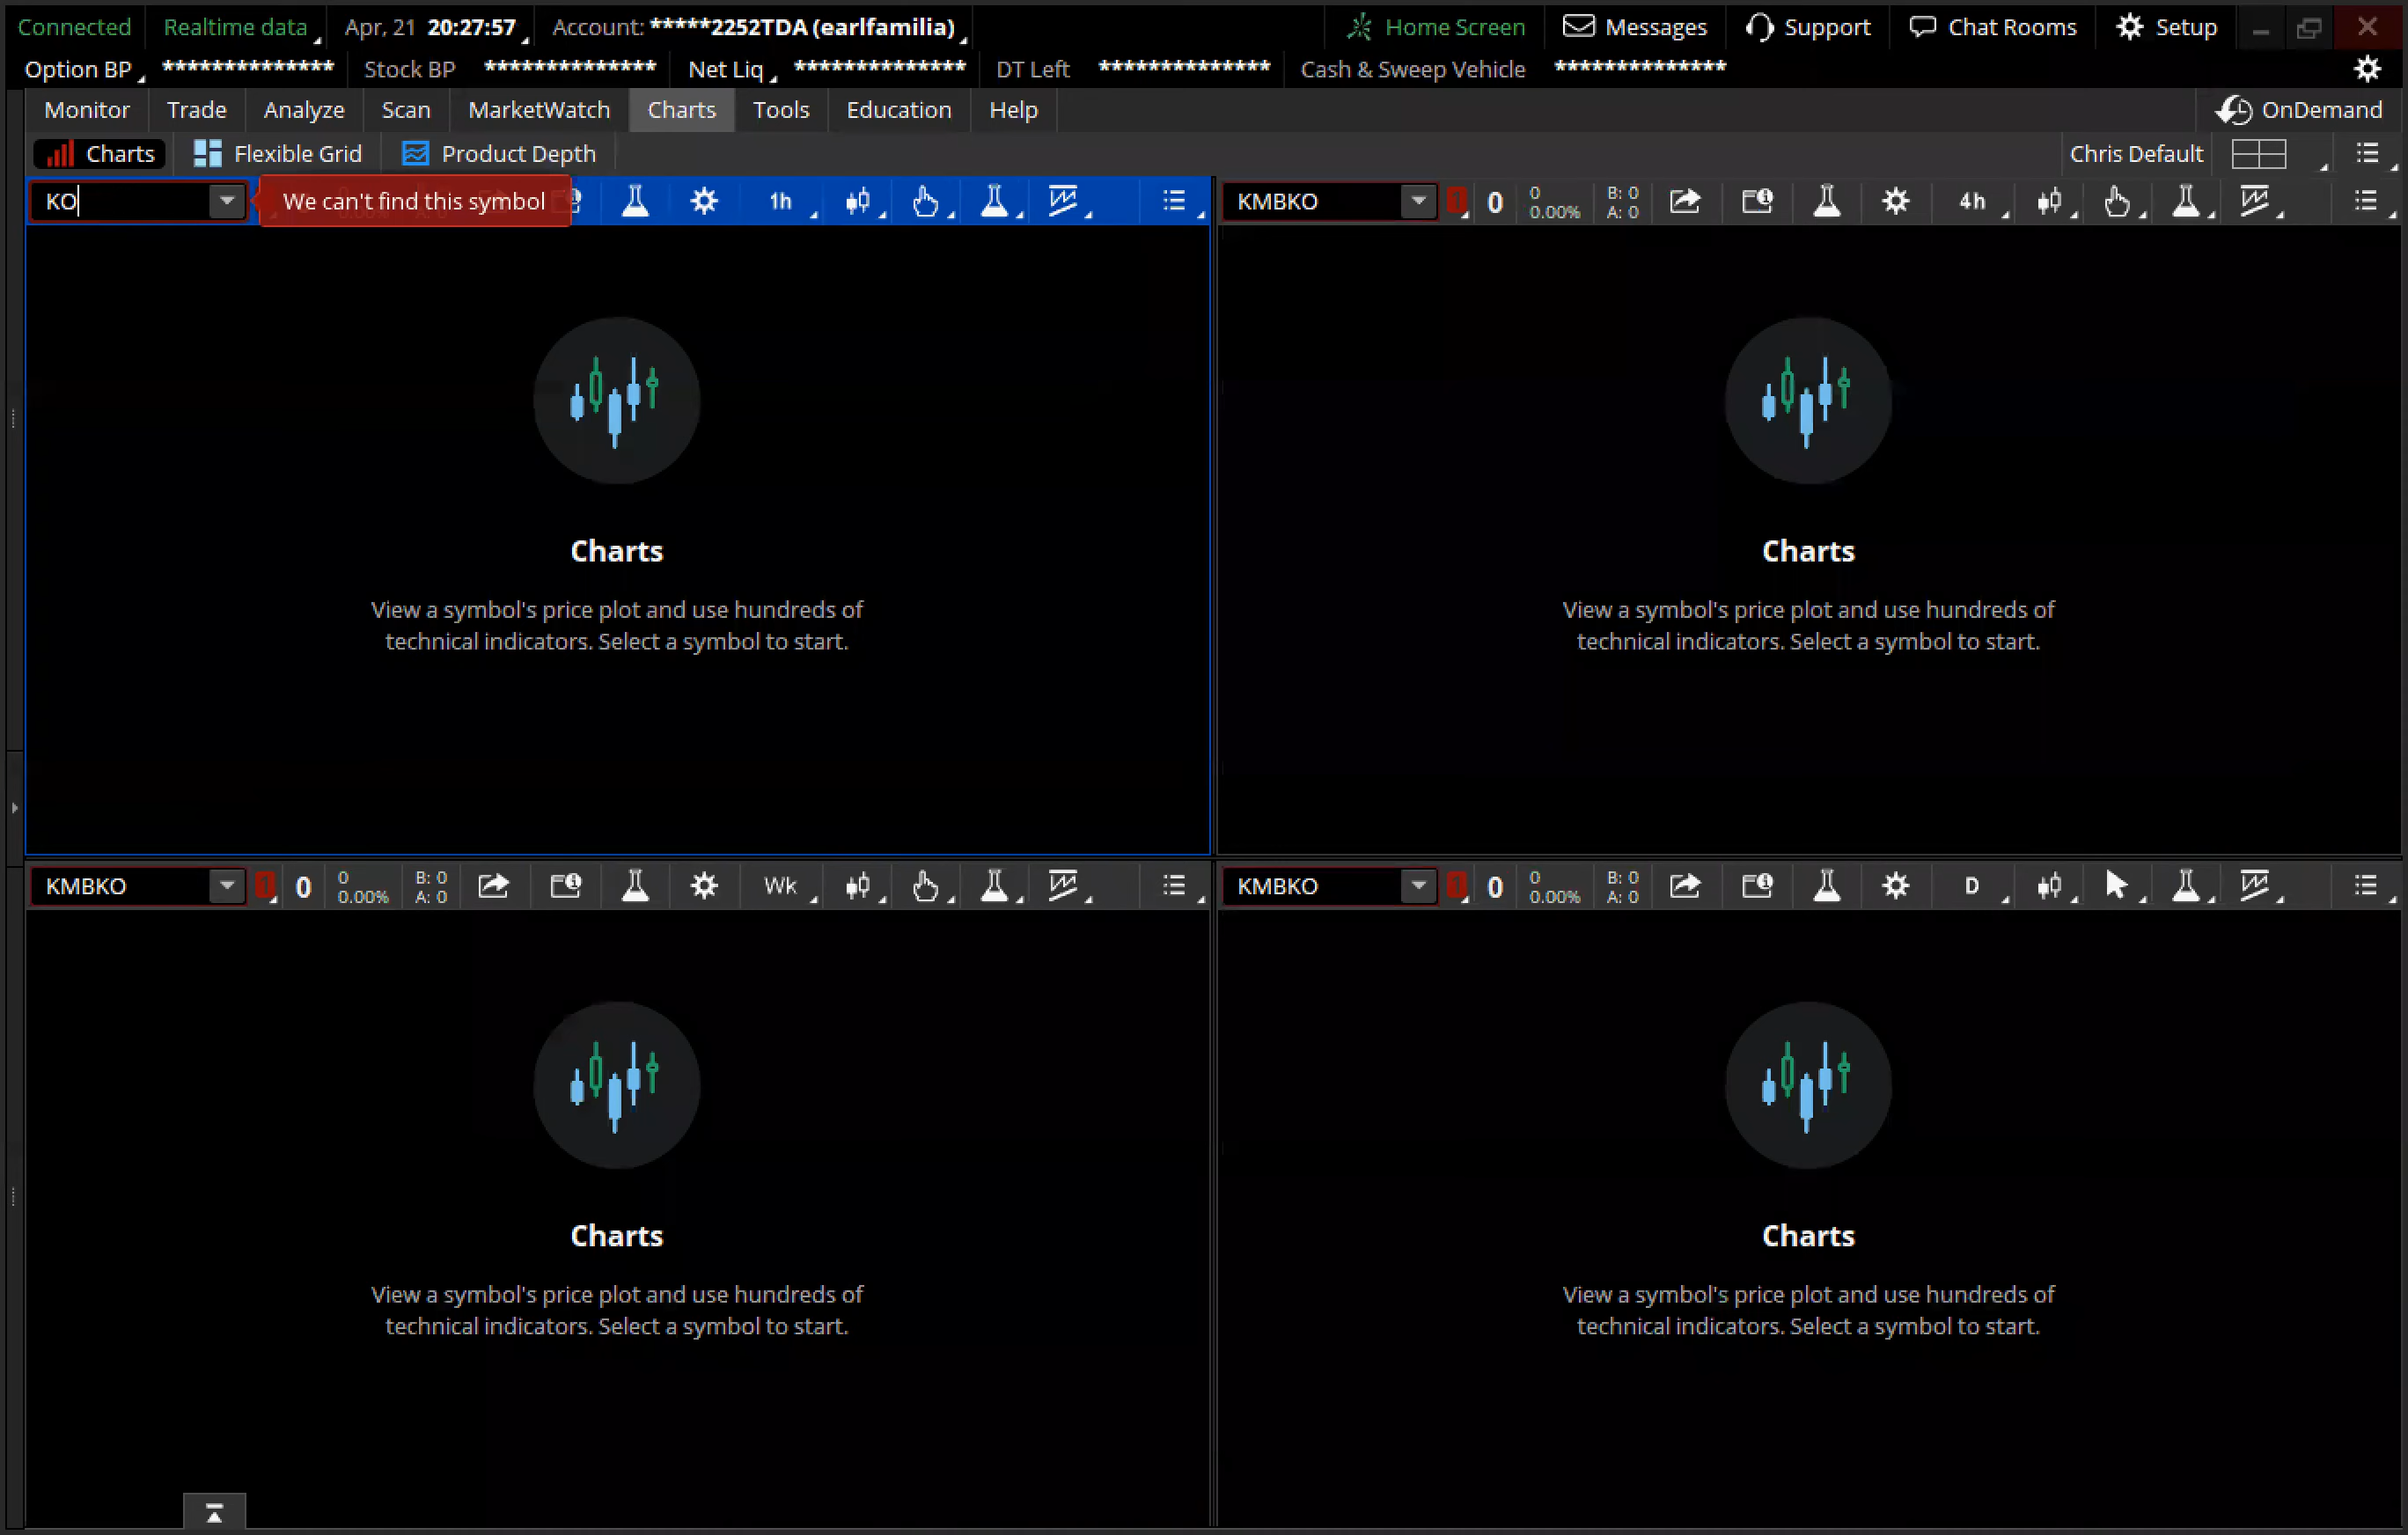 Connected Realtime data Apr, 21 20:27:57 Account: *****2252TDA (earlfamilia) Home Screen Messages Support Chat Rooms Setup
Option BP ************** Stock BP ************** Net Liq ************** DT Left ************** Cash & Sweep Vehicle **************
Monitor Trade Analyze Scan MarketWatch Charts Tools Education Help OnDemand
Charts Flexible Grid Product Depth Chris Default
KO We can't find this symbol 1h
KMBKO 1 0 0 0.00% B: 0 A: 0 4h
Charts
View a symbol's price plot and use hundreds of
technical indicators. Select a symbol to start.
Charts
View a symbol's price plot and use hundreds of
technical indicators. Select a symbol to start.
KMBKO 1 0 0 0.00% B: 0 A: 0 Wk
KMBKO 1 0 0 0.00% B: 0 A: 0 D
Charts
View a symbol's price plot and use hundreds of
technical indicators. Select a symbol to start.
Charts
View a symbol's price plot and use hundreds of
technical indicators. Select a symbol to start.